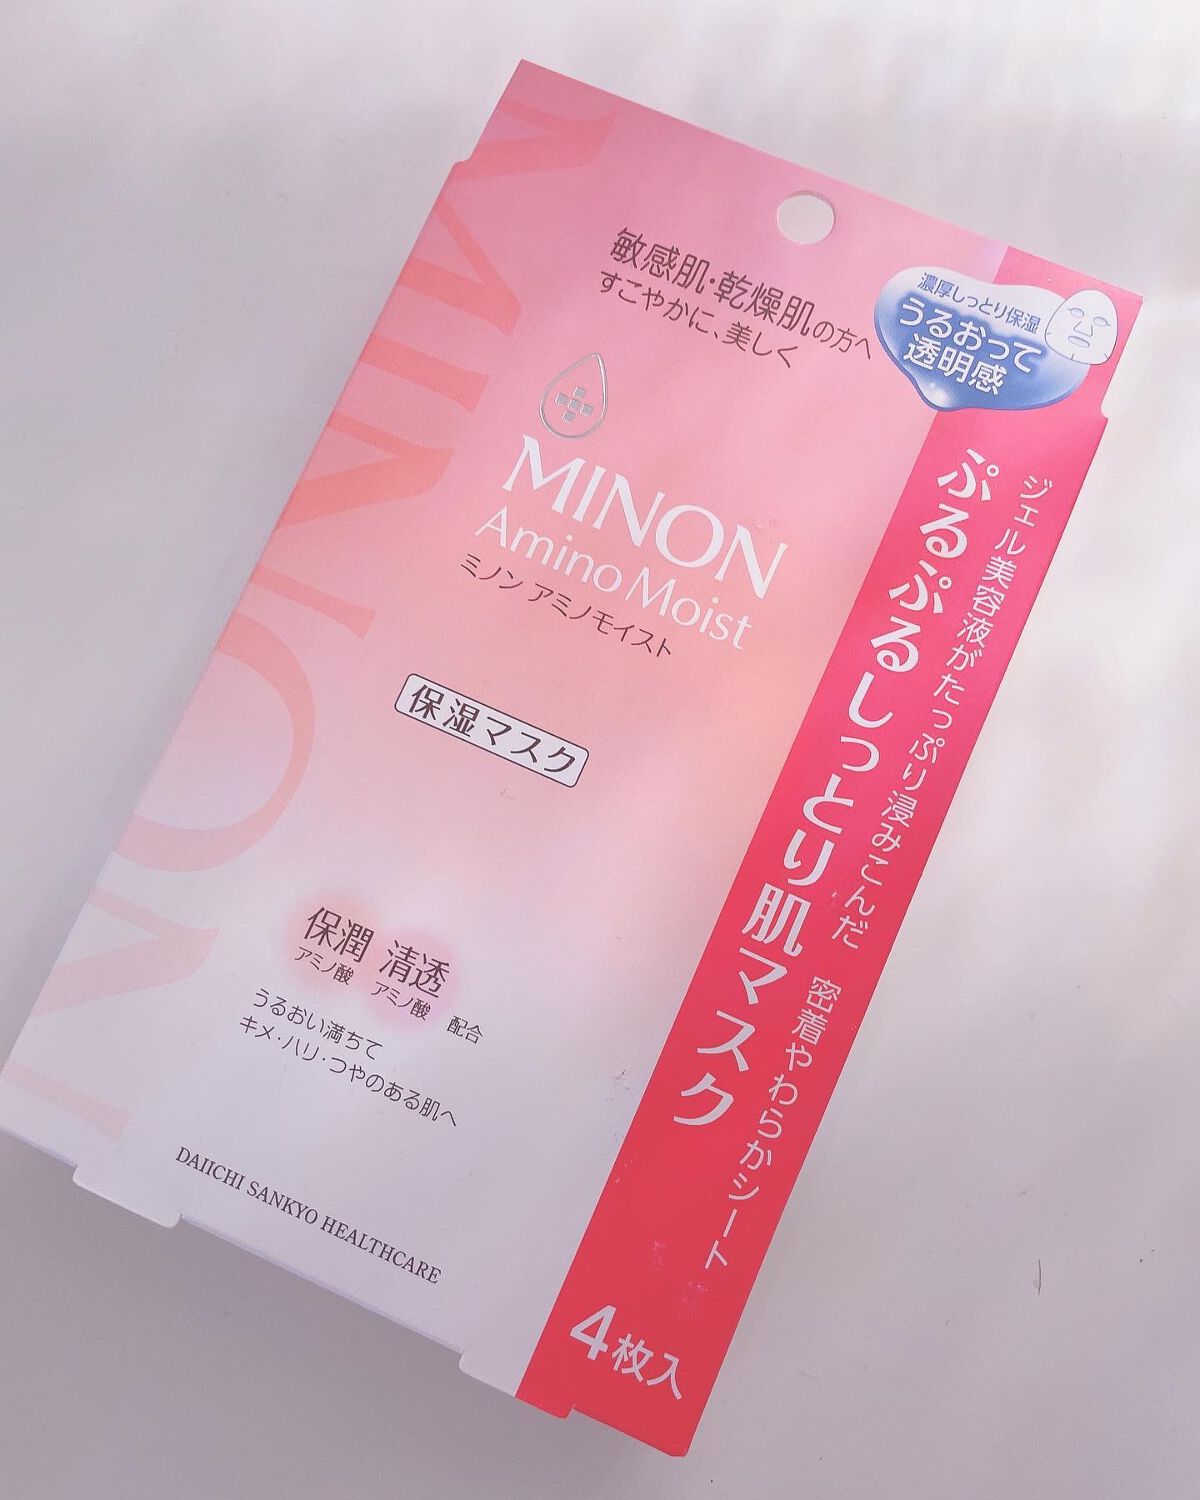 MINON
敏感肌・乾燥肌の方へ
すこやかに、美しく
濃厚しっとり保湿
うるおって
透明感
MINON
Amino Moist
ミノン アミノモイスト
保湿マスク
ジェル美容液がたっぷり浸みこんだ 密着やわらかシート
ぷるぷるしっとり肌マスク
保潤 清透
アミノ酸 アミノ酸 配合
うるおい満ちて
キメ・ハリ・つやのある肌へ
DAIICHI SANKYO HEALTHCARE
4枚入